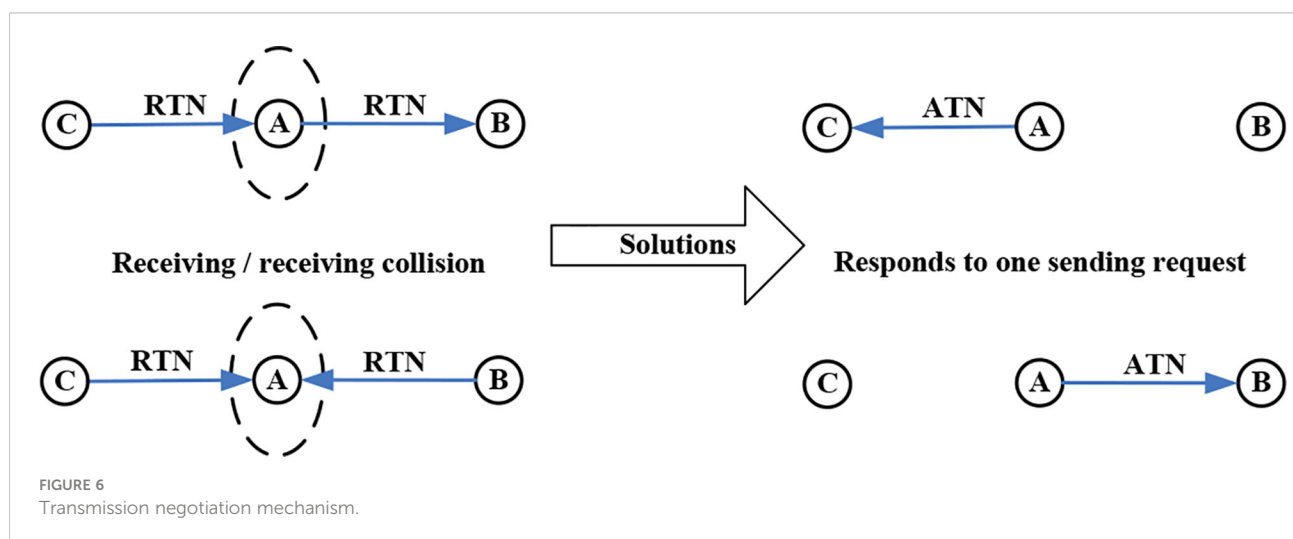 RTN RTN
C A B
Receiving / receiving collision
RTN RTN
C A B
Solutions
ATN
C A B
Responds to one sending request
ATN
C A B
FIGURE 6
Transmission negotiation mechanism.